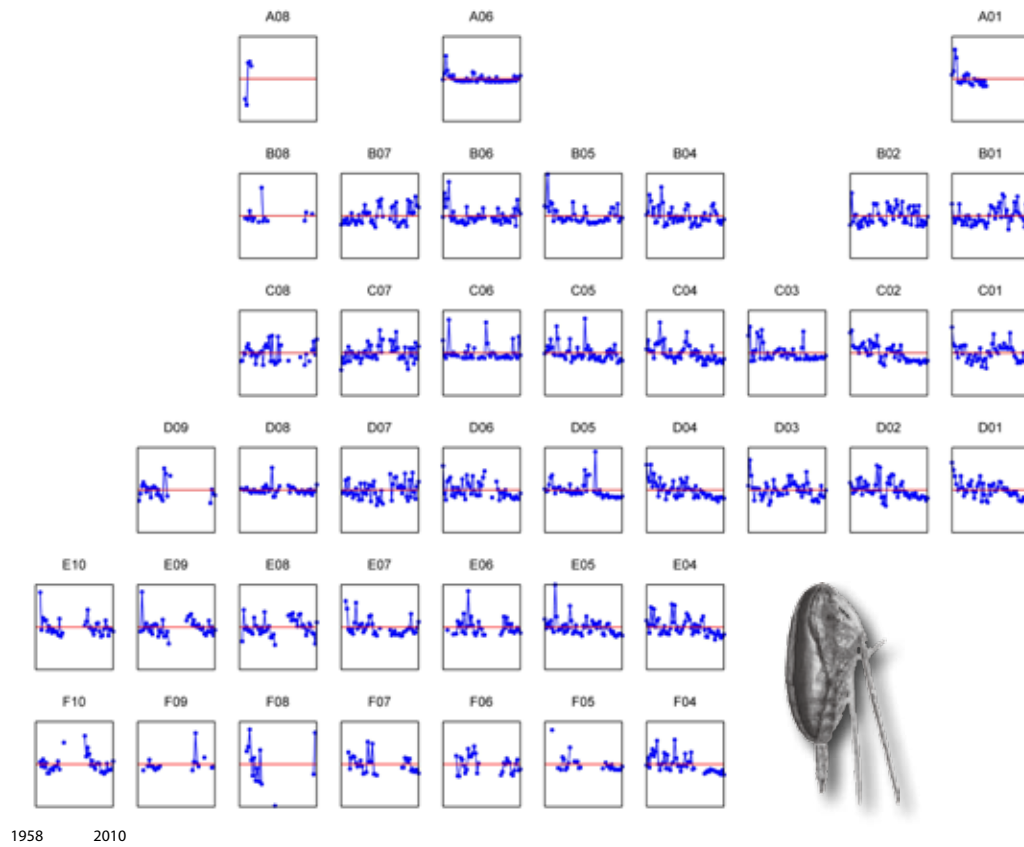 A08 A06 A01
B08 B07 B06 B05 B04 B02 B01
C08 C07 C06 C05 C04 C03 C02 C01
D09 D08 D07 D06 D05 D04 D03 D02 D01
E10 E09 E08 E07 E06 E05 E04
F10 F09 F08 F07 F06 F05 F04
1958 2010